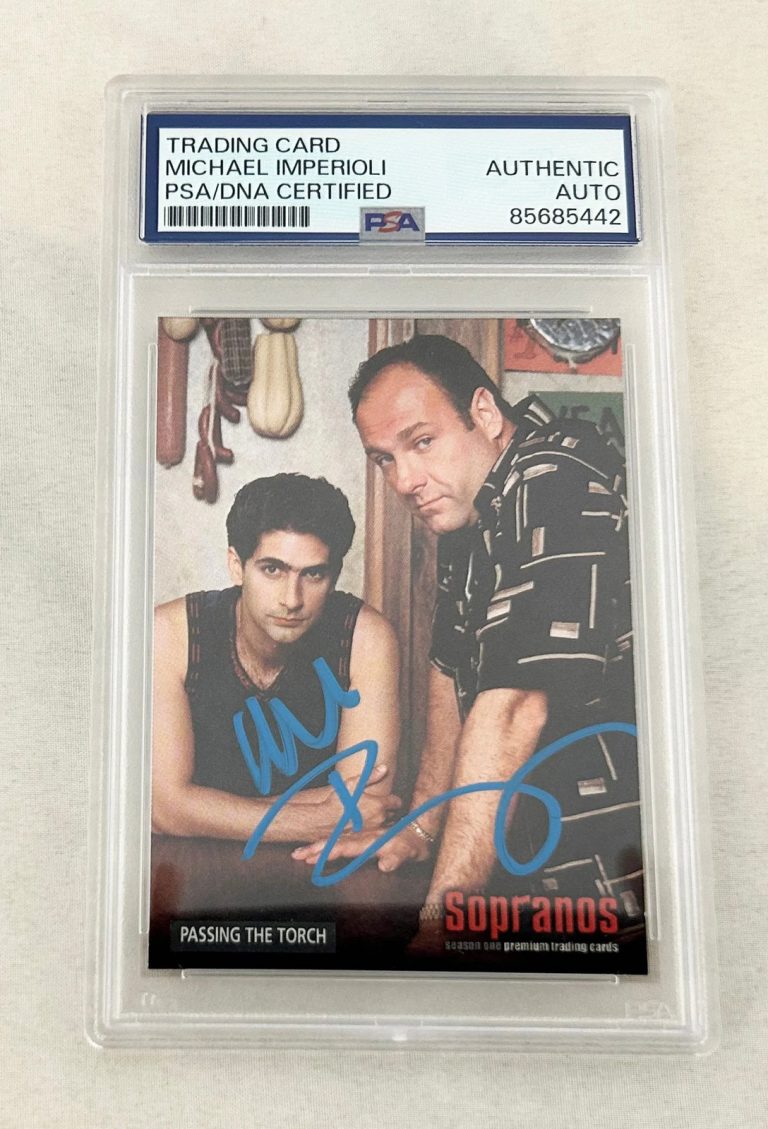 TRADING CARD
MICHAEL IMPERIOLI
PSA/DNA CERTIFIED
AUTHENTIC
AUTO
85685442
PSA
PASSING THE TORCH
Sopranos
season one premium trading cards
PSA